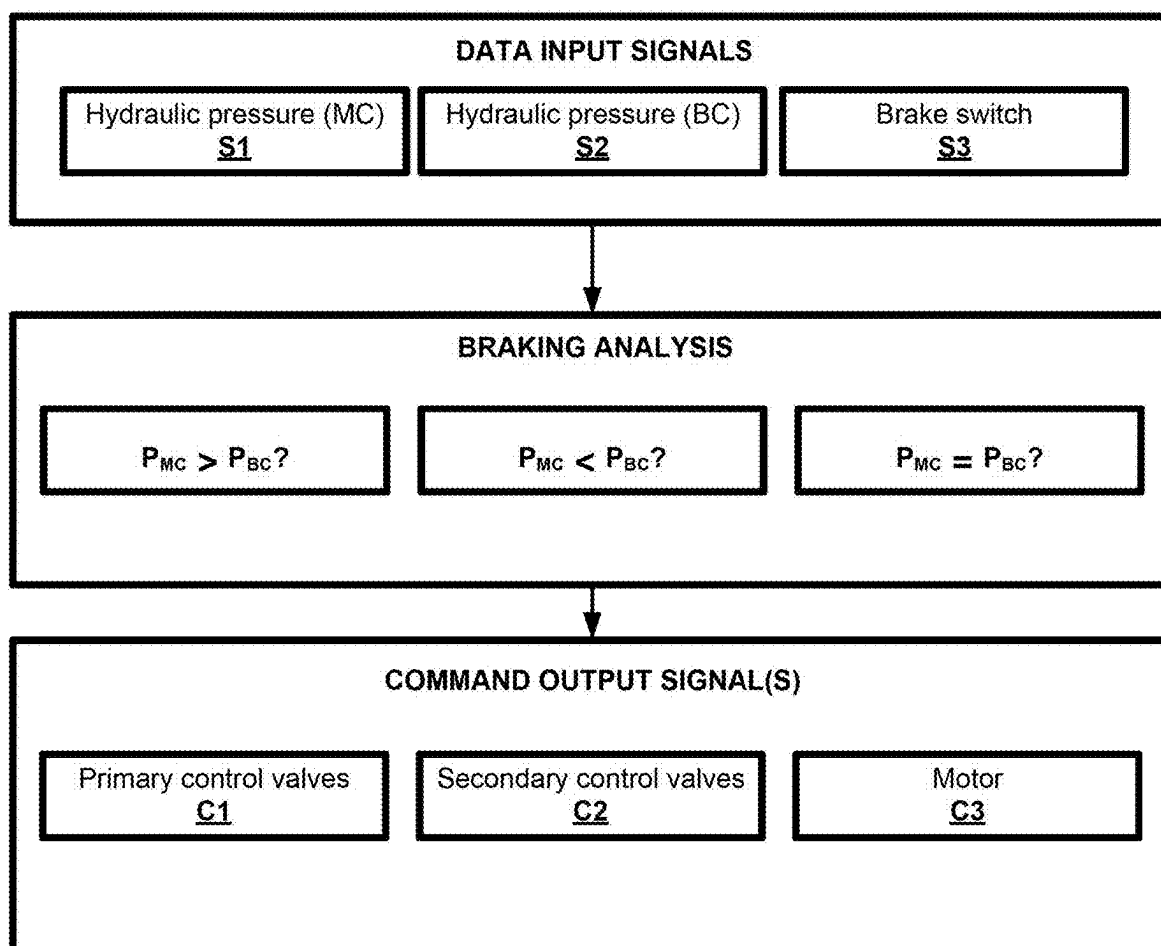 DATA INPUT SIGNALS
Hydraulic pressure (MC)
S1
Hydraulic pressure (BC)
S2
Brake switch
S3
BRAKING ANALYSIS
PMC > PBC?
PMC < PBC?
PMC = PBC?
COMMAND OUTPUT SIGNAL(S)
Primary control valves
C1
Secondary control valves
C2
Motor
C3